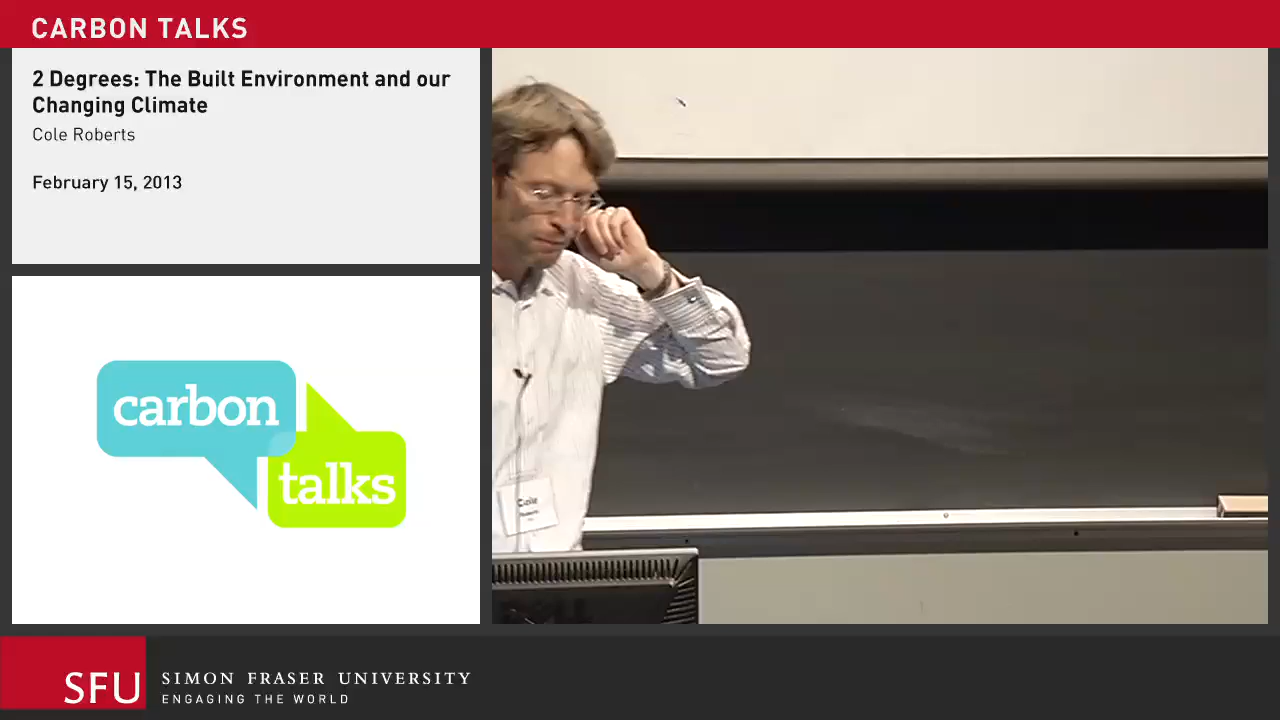 CARBON TALKS
2 Degrees: The Built Environment and our
Changing Climate
Cole Roberts
February 15, 2013
carbon
talks
Cole
SFU
SIMON FRASER UNIVERSITY
ENGAGING THE WORLD